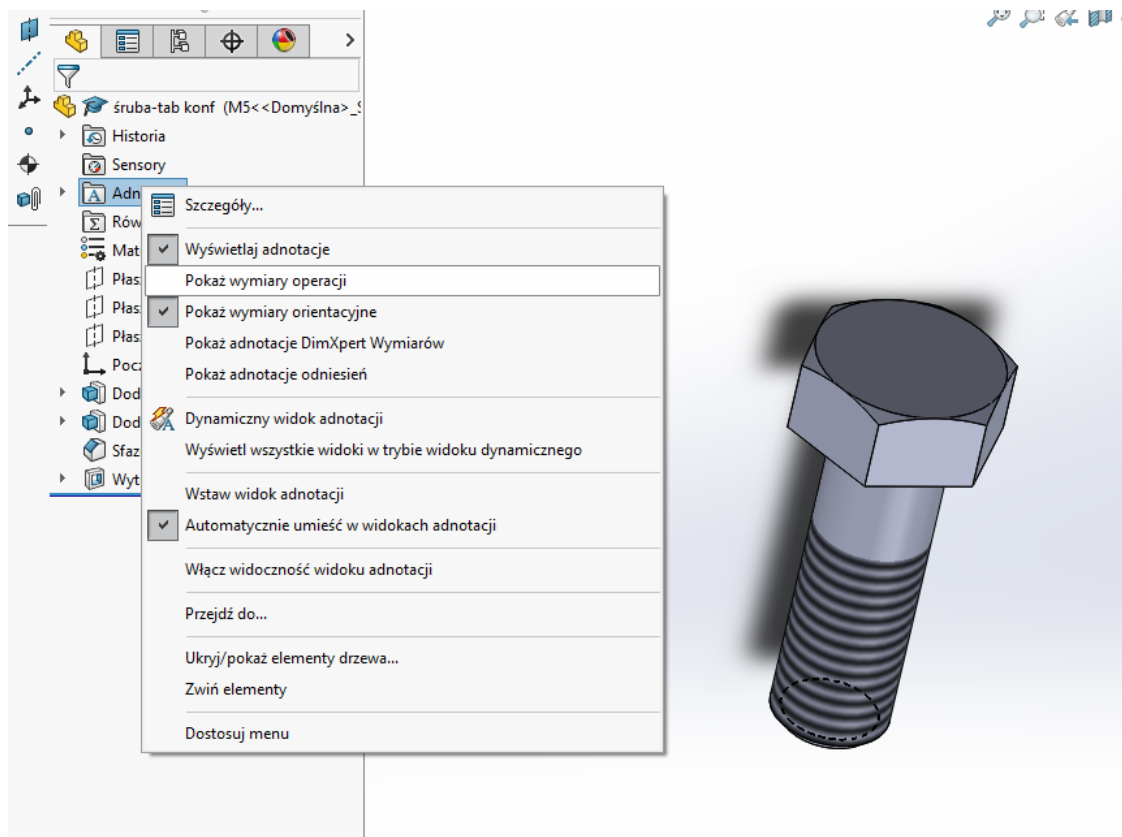 śruba-tab konf (M5<<Domyślna>_S
Historia
Sensory
Adn
Rów
Mat
Płas
Płas
Płas
Pocz
Dod
Dod
Sfaz
Wyt
Szczegóły...
Wyświetlaj adnotacje
Pokaż wymiary operacji
Pokaż wymiary orientacyjne
Pokaż adnotacje DimXpert Wymiarów
Pokaż adnotacje odniesień
Dynamiczny widok adnotacji
Wyświetl wszystkie widoki w trybie widoku dynamicznego
Wstaw widok adnotacji
Automatycznie umieść w widokach adnotacji
Włącz widoczność widoku adnotacji
Przejdź do...
Ukryj/pokaż elementy drzewa...
Zwiń elementy
Dostosuj menu